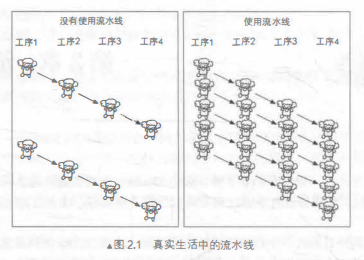 没有使用流水线
工序1 工序2 工序3 工序4
使用流水线
工序1 工序2 工序3 工序4
▲图 2.1 真实生活中的流水线